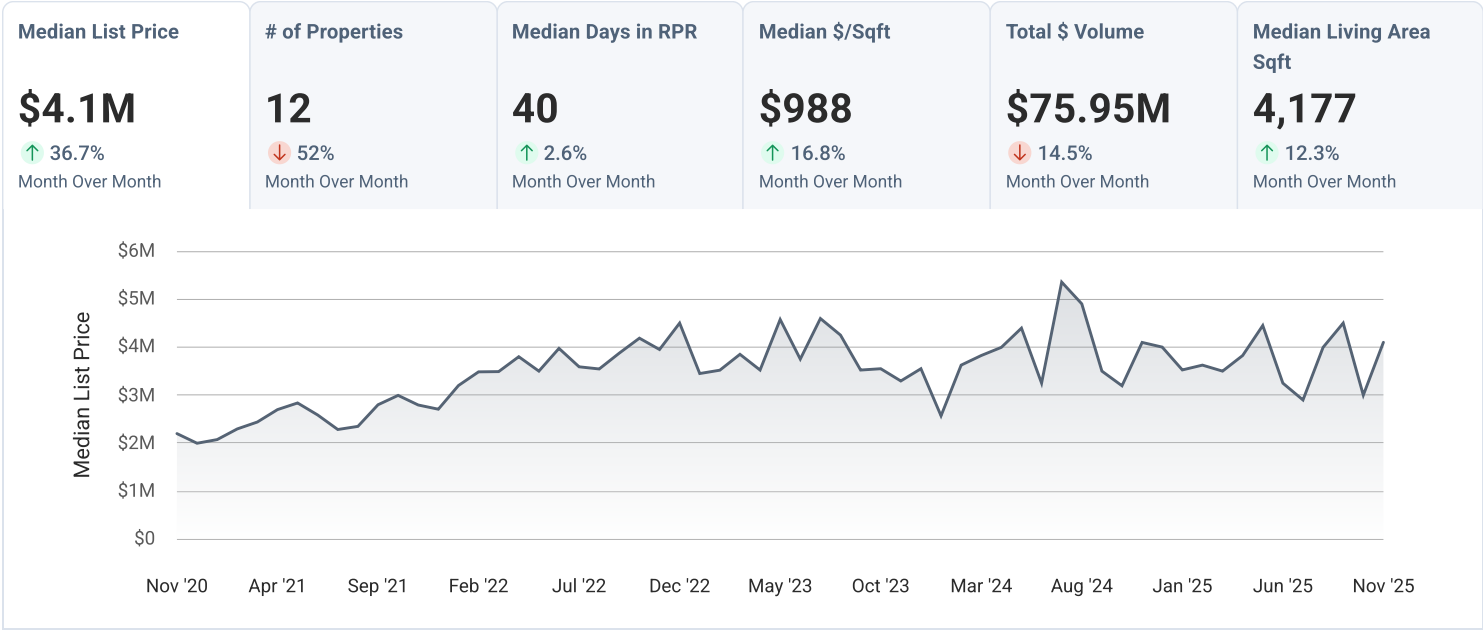 Median List Price
$4.1M
↑ 36.7%
Month Over Month
# of Properties
12
↓ 52%
Month Over Month
Median Days in RPR
40
↑ 2.6%
Month Over Month
Median $/Sqft
$988
↑ 16.8%
Month Over Month
Total $ Volume
$75.95M
↓ 14.5%
Month Over Month
Median Living Area
Sqft
4,177
↑ 12.3%
Month Over Month
Median List Price
$6M
$5M
$4M
$3M
$2M
$1M
$0
Nov '20 Apr '21 Sep '21 Feb '22 Jul '22 Dec '22 May '23 Oct '23 Mar '24 Aug '24 Jan '25 Jun '25 Nov '25